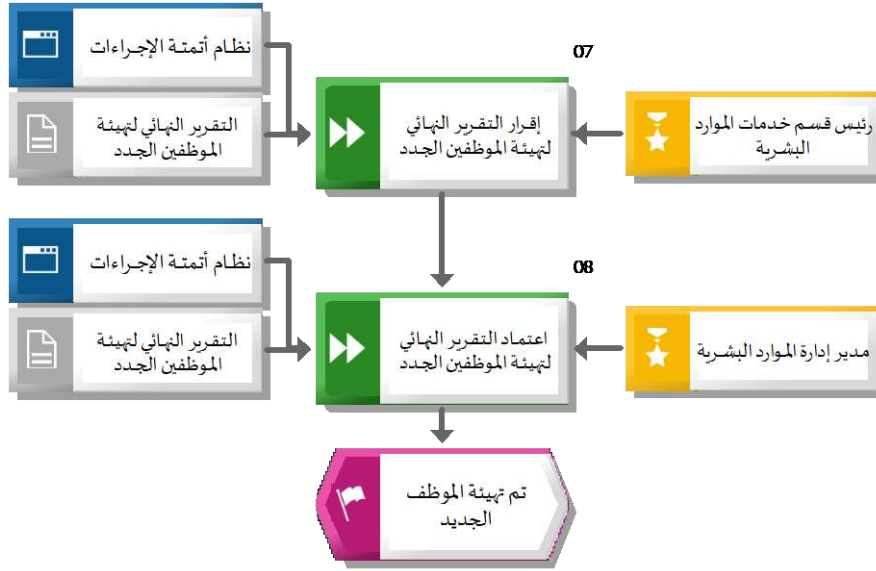 07
نظام أتمتة الإجراءات
التقرير النهائي لتهيئة
الموظفين الجدد
إقرار التقرير النهائي
لتهيئة الموظفين الجدد
رئيس قسم خدمات الموارد
البشرية
08
نظام أتمتة الإجراءات
التقرير النهائي لتهيئة
الموظفين الجدد
اعتماد التقرير النهائي
لتهيئة الموظفين الجدد
مدير إدارة الموارد البشرية
تم تهيئة الموظف
الجديد